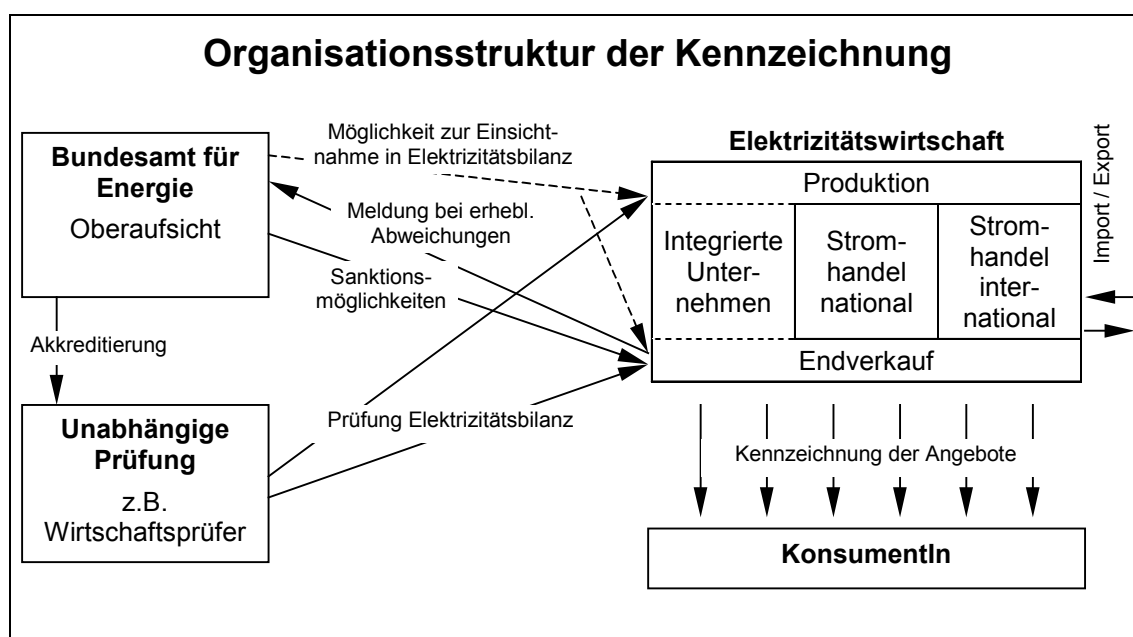 Organisationsstruktur der Kennzeichnung
Bundesamt für
Energie
Oberaufsicht
Möglichkeit zur Einsicht-
nahme in Elektrizitätsbilanz
Meldung bei erhebl.
Abweichungen
Sanktions-
möglichkeiten
Akkreditierung
Unabhängige
Prüfung
z.B.
Wirtschaftsprüfer
Prüfung Elektrizitätsbilanz
Elektrizitätswirtschaft
Produktion
Integrierte
Unter-
nehmen
Strom-
handel
national
Strom-
handel
inter-
national
Endverkauf
Import / Export
Kennzeichnung der Angebote
KonsumentIn